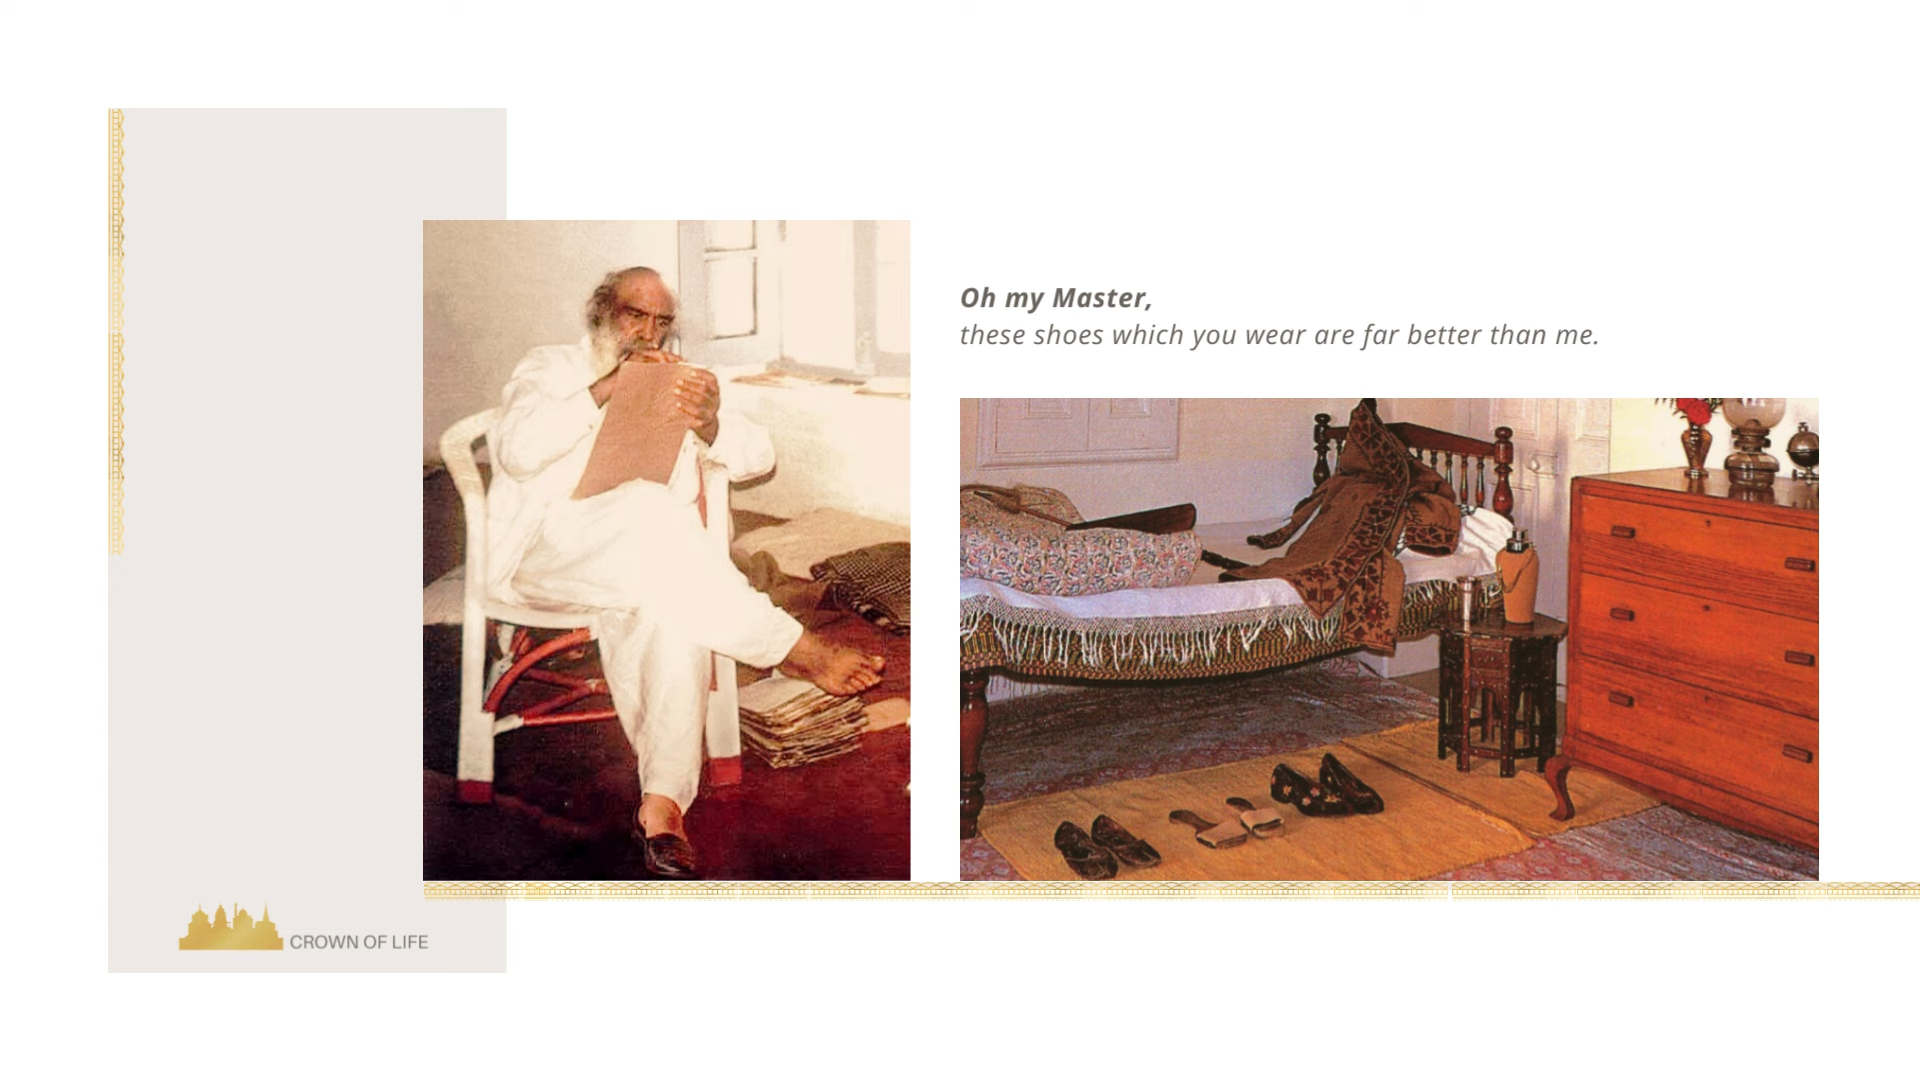 Oh my Master,
these shoes which you wear are far better than me.
CROWN OF LIFE